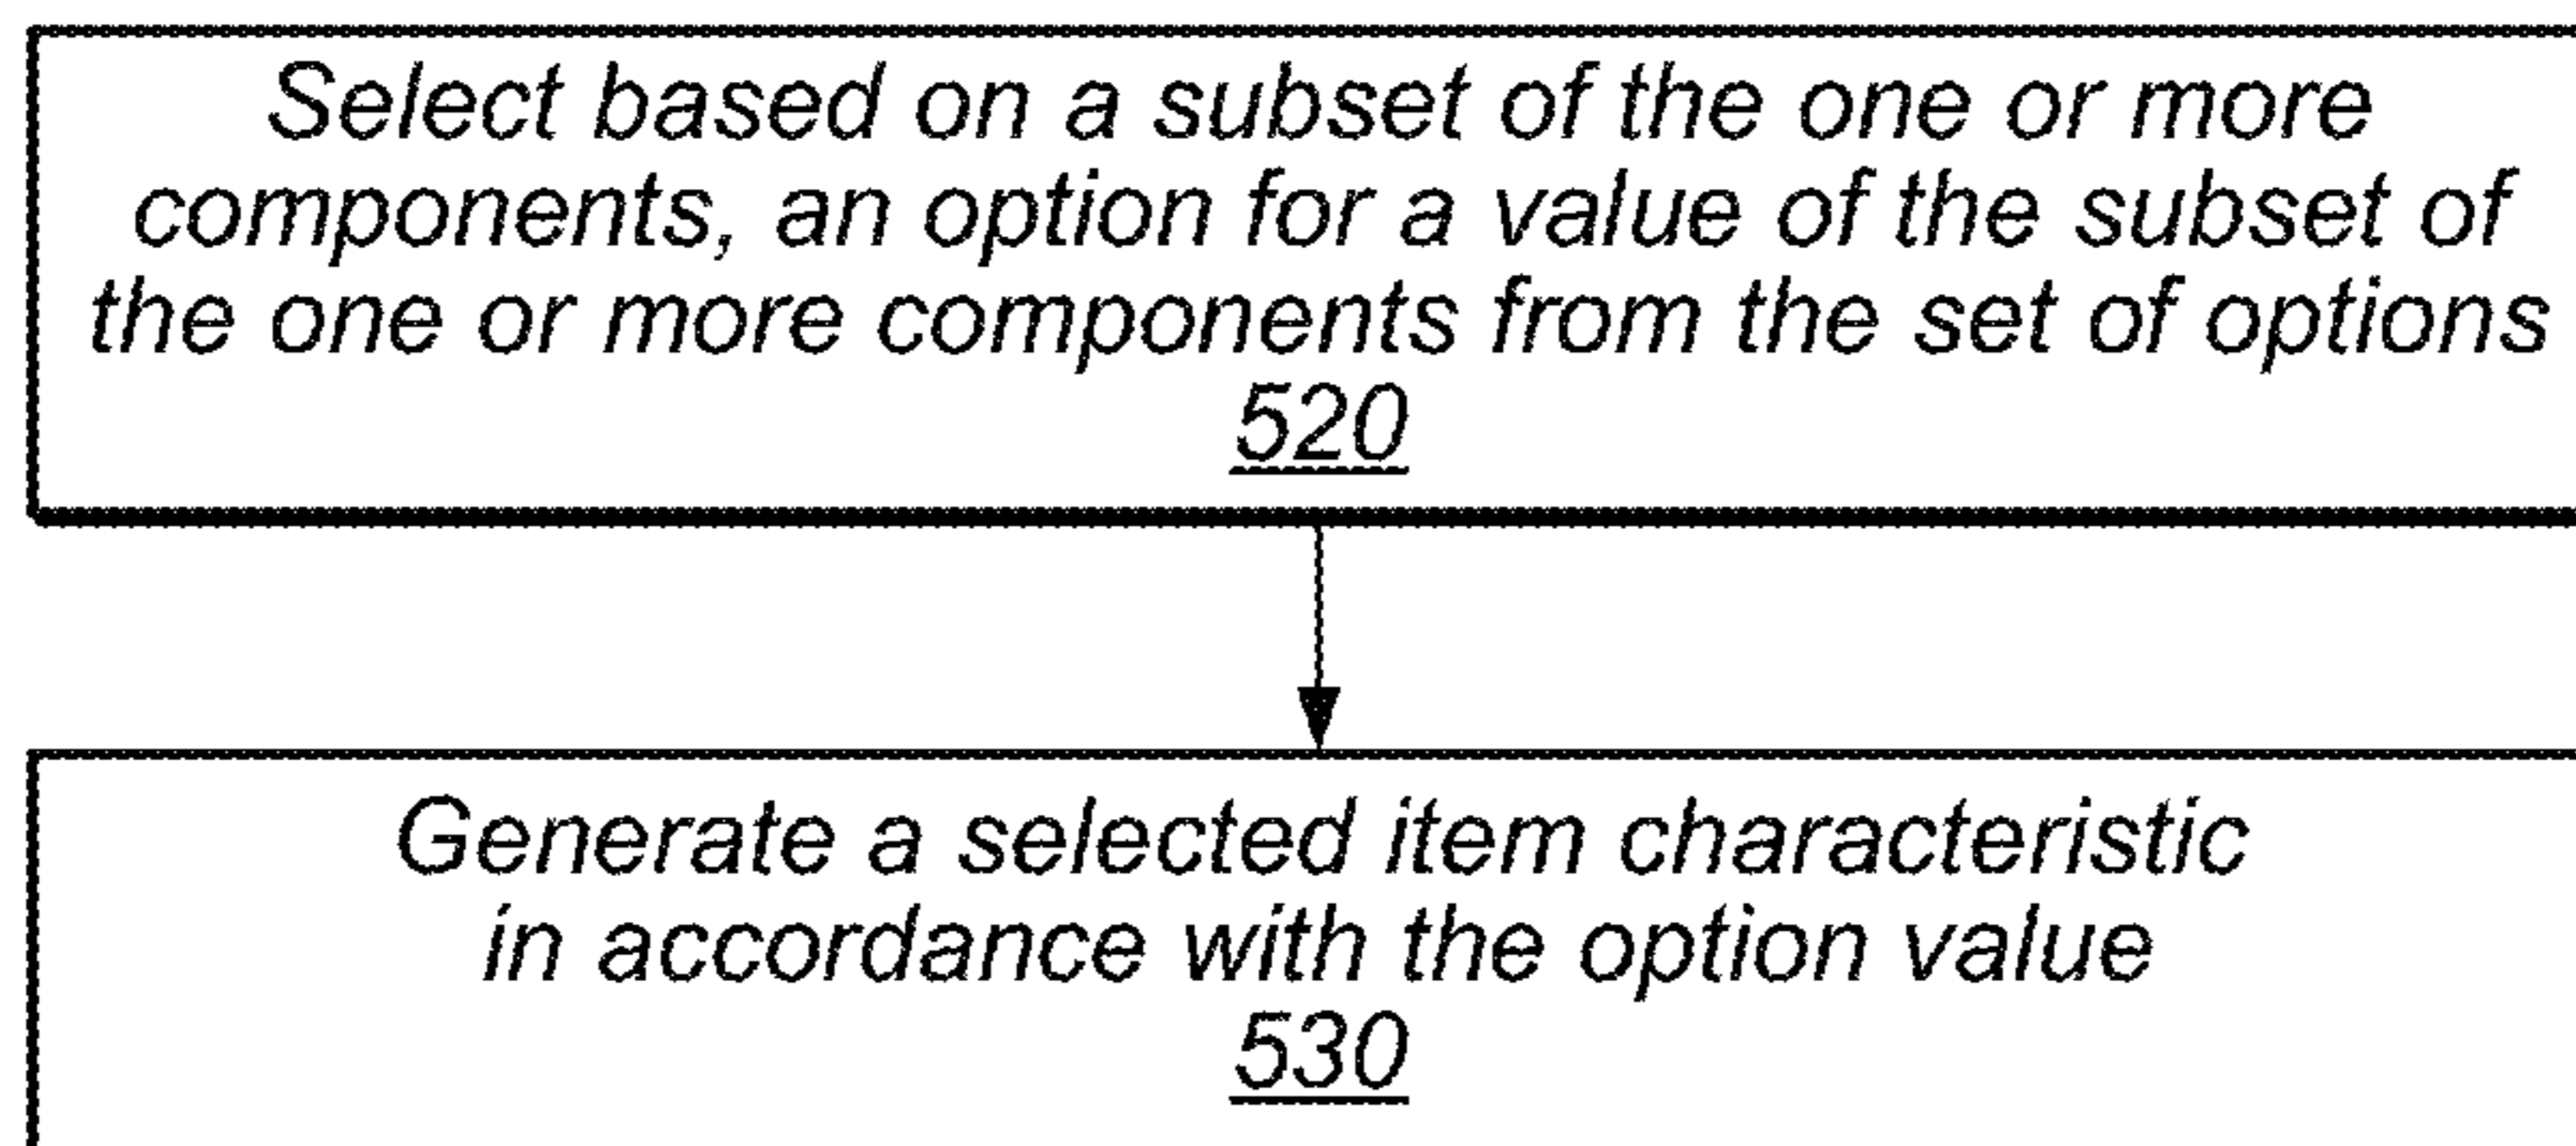 Select based on a subset of the one or more
components, an option for a value of the subset of
the one or more components from the set of options
520
Generate a selected item characteristic
in accordance with the option value
530